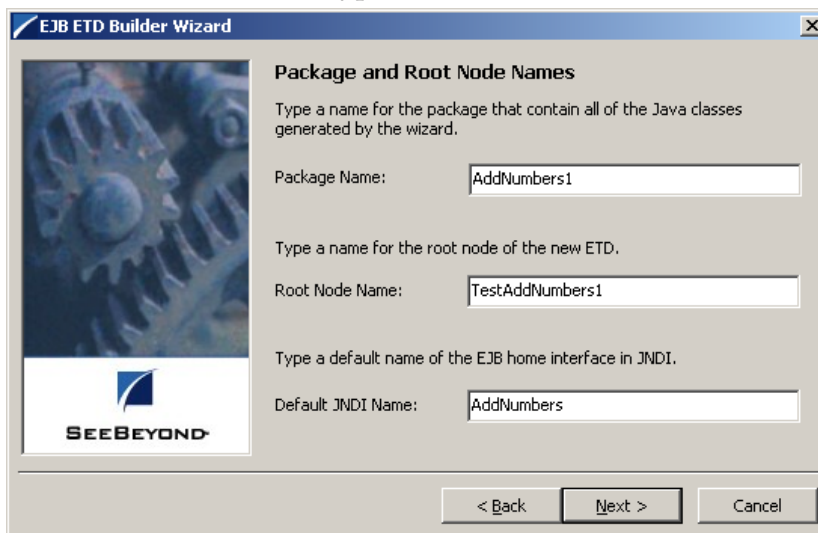 EJB ETD Builder Wizard
Package and Root Node Names
Type a name for the package that contain all of the Java classes
generated by the wizard.
Package Name: AddNumbers1
Type a name for the root node of the new ETD.
Root Node Name: TestAddNumbers1
Type a default name of the EJB home interface in JNDI.
Default JNDI Name: AddNumbers
SEEBEYOND
< Back Next > Cancel